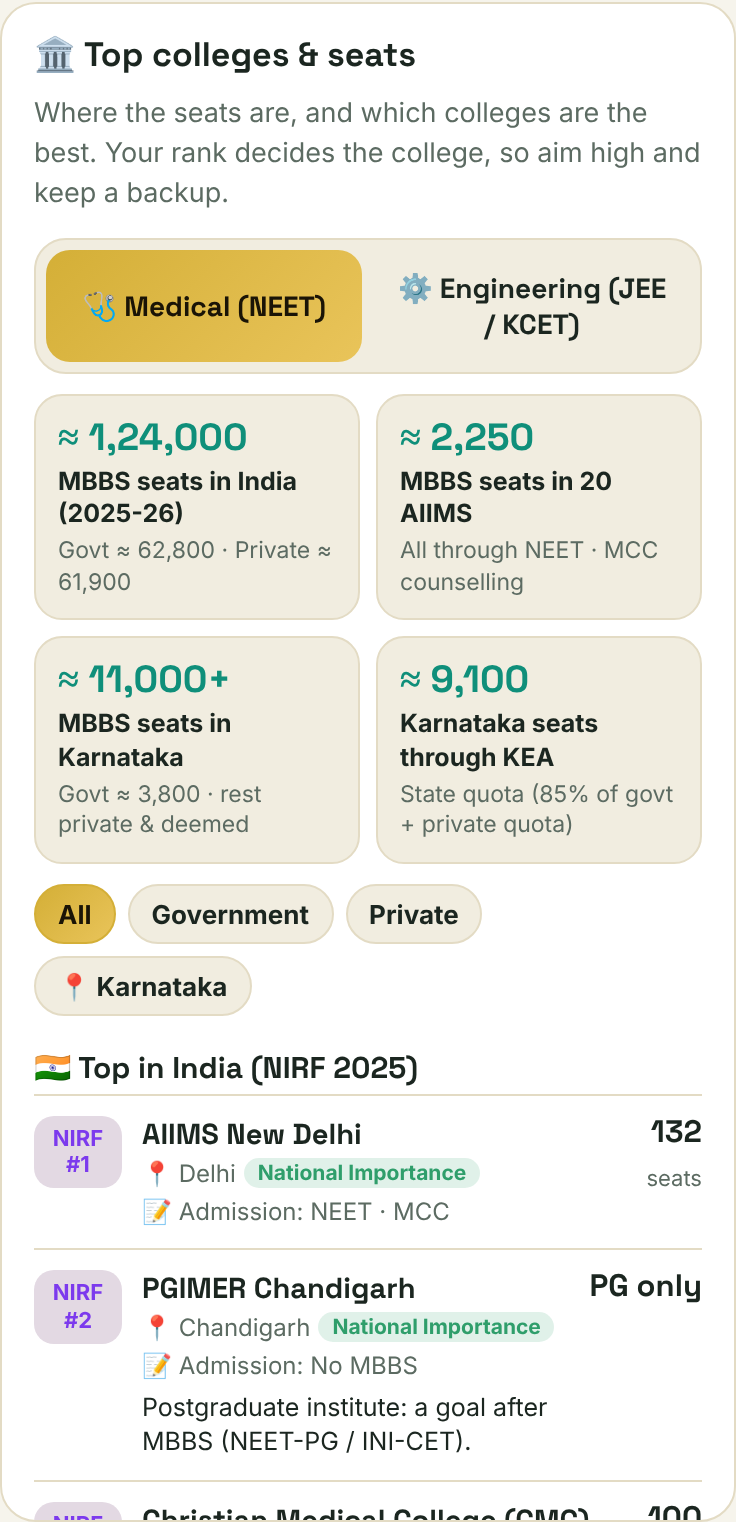 Top colleges & seats
Where the seats are, and which colleges are the
best. Your rank decides the college, so aim high and
keep a backup.
Medical (NEET)
Engineering (JEE
/ KCET)
≈ 1,24,000
MBBS seats in India
(2025-26)
Govt ≈ 62,800 · Private ≈
61,900
≈ 2,250
MBBS seats in 20
AIIMS
All through NEET · MCC
counselling
≈ 11,000+
MBBS seats in
Karnataka
Govt ≈ 3,800 · rest
private & deemed
≈ 9,100
Karnataka seats
through KEA
State quota (85% of govt
+ private quota)
All
Government
Private
Karnataka
Top in India (NIRF 2025)
NIRF
#1
AIIMS New Delhi
132
seats
Delhi National Importance
Admission: NEET · MCC
NIRF
#2
PGIMER Chandigarh
PG only
Chandigarh National Importance
Admission: No MBBS
Postgraduate institute: a goal after
MBBS (NEET-PG / INI-CET).
NIRF
Christian Medical College (CMC)
100